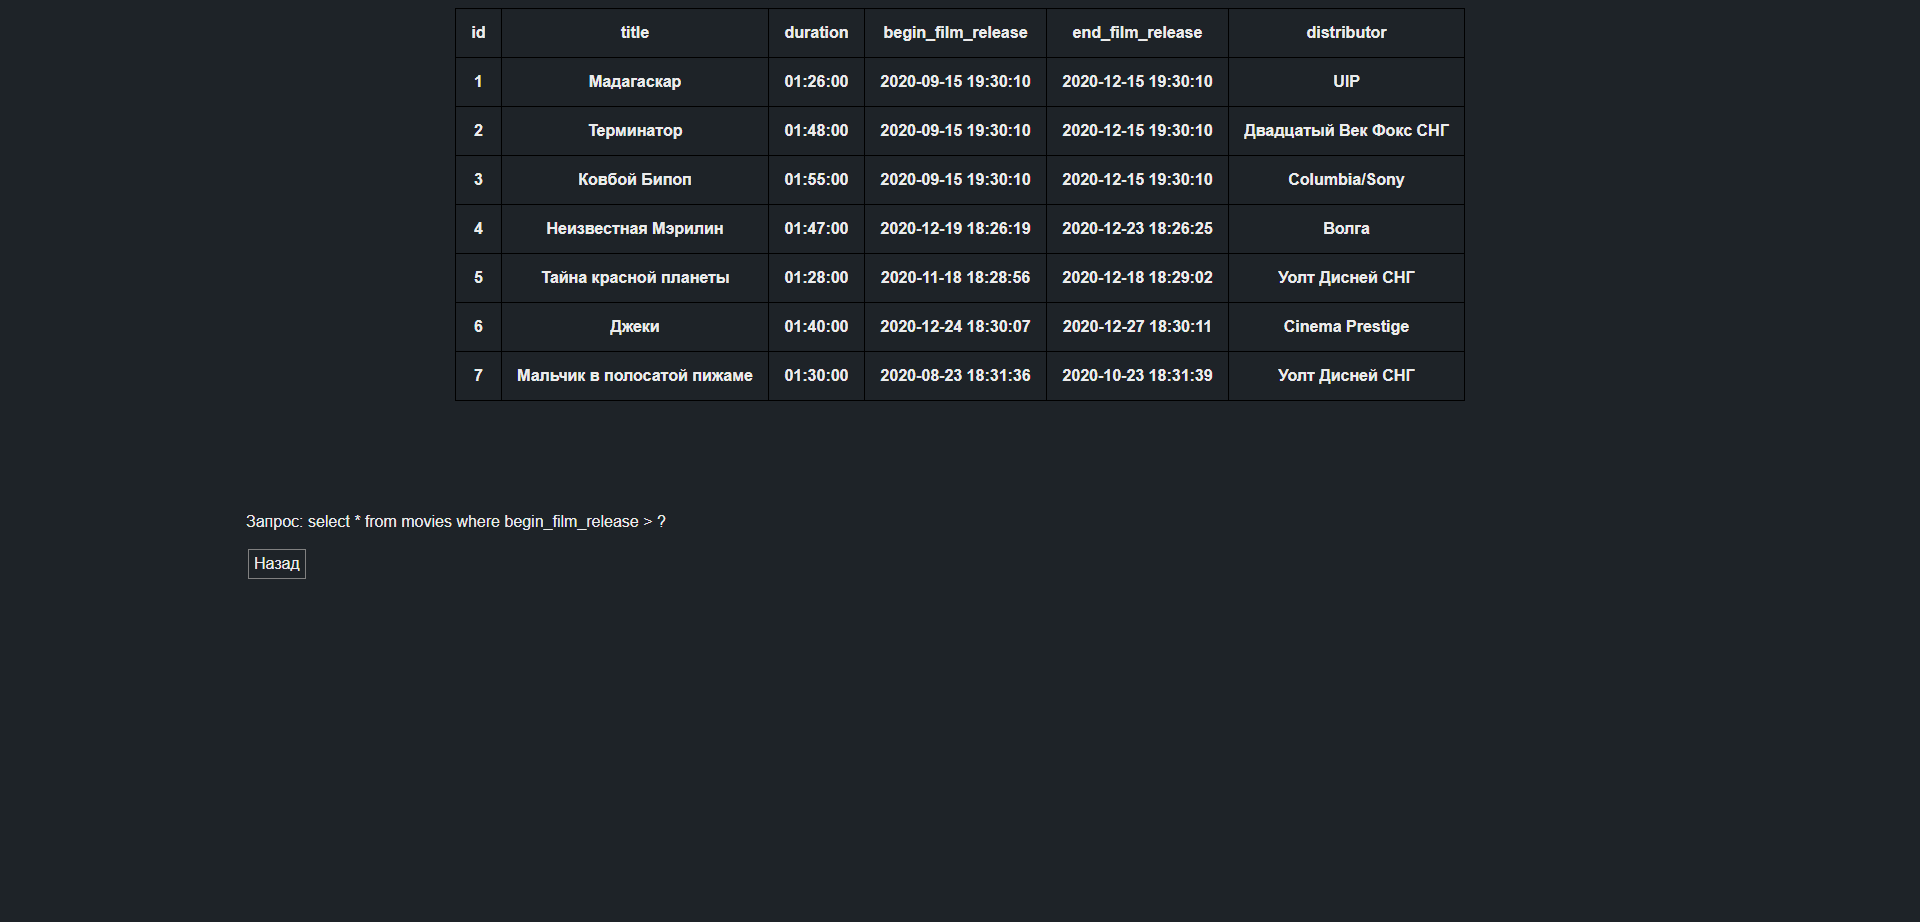 id title duration begin_film_release end_film_release distributor
1 Мадагаскар 01:26:00 2020-09-15 19:30:10 2020-12-15 19:30:10 UIP
2 Терминатор 01:48:00 2020-09-15 19:30:10 2020-12-15 19:30:10 Двадцатый Век Фокс СНГ
3 Ковбой Бипоп 01:55:00 2020-09-15 19:30:10 2020-12-15 19:30:10 Columbia/Sony
4 Неизвестная Мэрилин 01:47:00 2020-12-19 18:26:19 2020-12-23 18:26:25 Волга
5 Тайна красной планеты 01:28:00 2020-11-18 18:28:56 2020-12-18 18:29:02 Уолт Дисней СНГ
6 Джеки 01:40:00 2020-12-24 18:30:07 2020-12-27 18:30:11 Cinema Prestige
7 Мальчик в полосатой пижаме 01:30:00 2020-08-23 18:31:36 2020-10-23 18:31:39 Уолт Дисней СНГ
Запрос: select * from movies where begin_film_release > ?
Назад